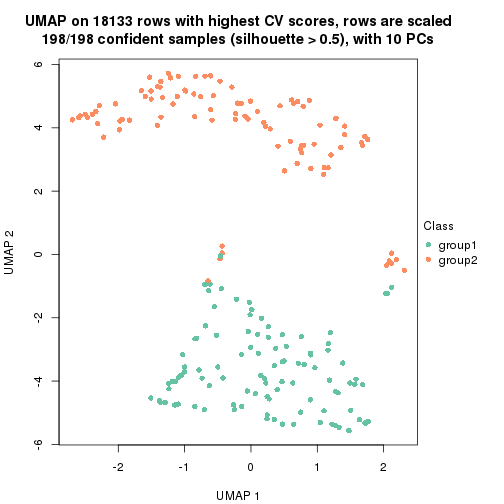 UMAP on 18133 rows with highest CV scores, rows are scaled
198/198 confident samples (silhouette > 0.5), with 10 PCs
6
4
2
0
-2
-4
-6
UMAP 2
-2
-1
0
1
2
UMAP 1
Class
group1
group2